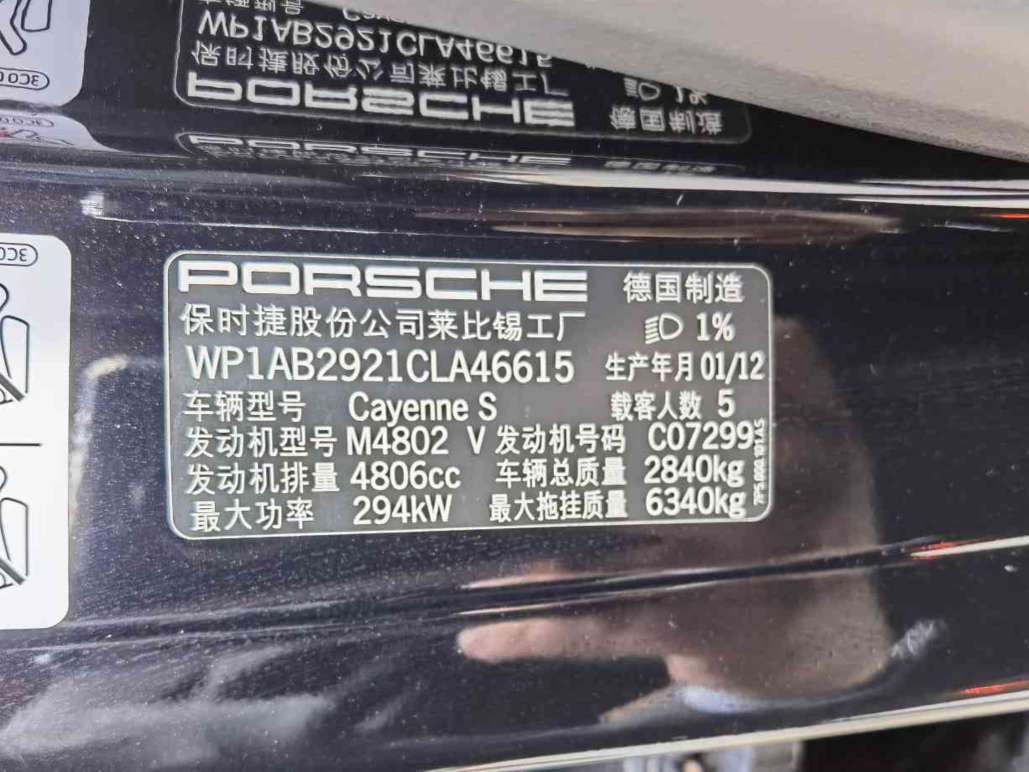 PORSCHE 德国制造
保时捷股份公司莱比锡工厂 1%
WP1AB2921CLA46615 生产年月 01/12
车辆型号 Cayenne S 载客人数 5
发动机型号 M4802 V 发动机号码 C07299
发动机排量 4806cc 车辆总质量 2840kg
最大功率 294kW 最大拖挂质量 6340kg